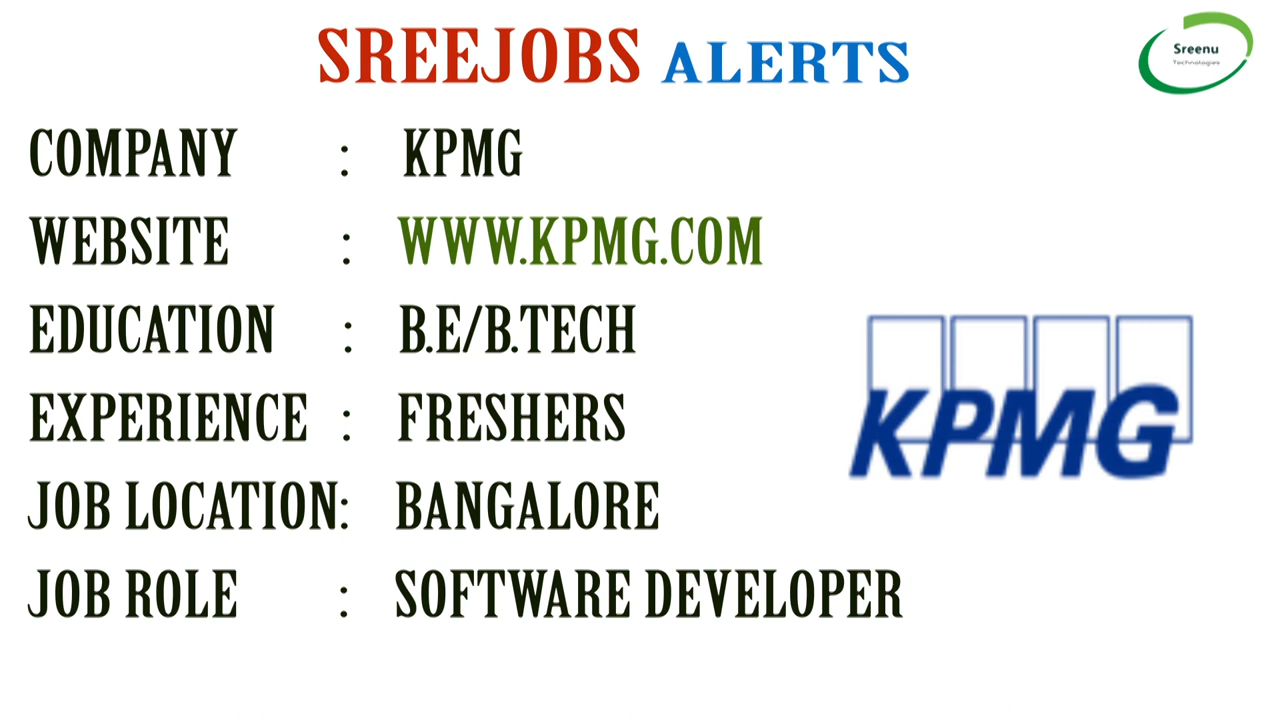 SREEJOBS ALERTS
Sreenu
Technologies
COMPANY : KPMG
WEBSITE : WWW.KPMG.COM
EDUCATION : B.E/B.TECH
EXPERIENCE : FRESHERS
KPMG
JOB LOCATION: BANGALORE
JOB ROLE : SOFTWARE DEVELOPER